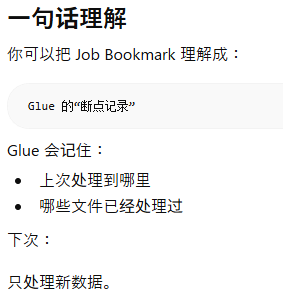 一句话理解
你可以把 Job Bookmark 理解成：
Glue 的“断点记录”
Glue 会记住：
• 上次处理到哪里
• 哪些文件已经处理过
下次：
只处理新数据。